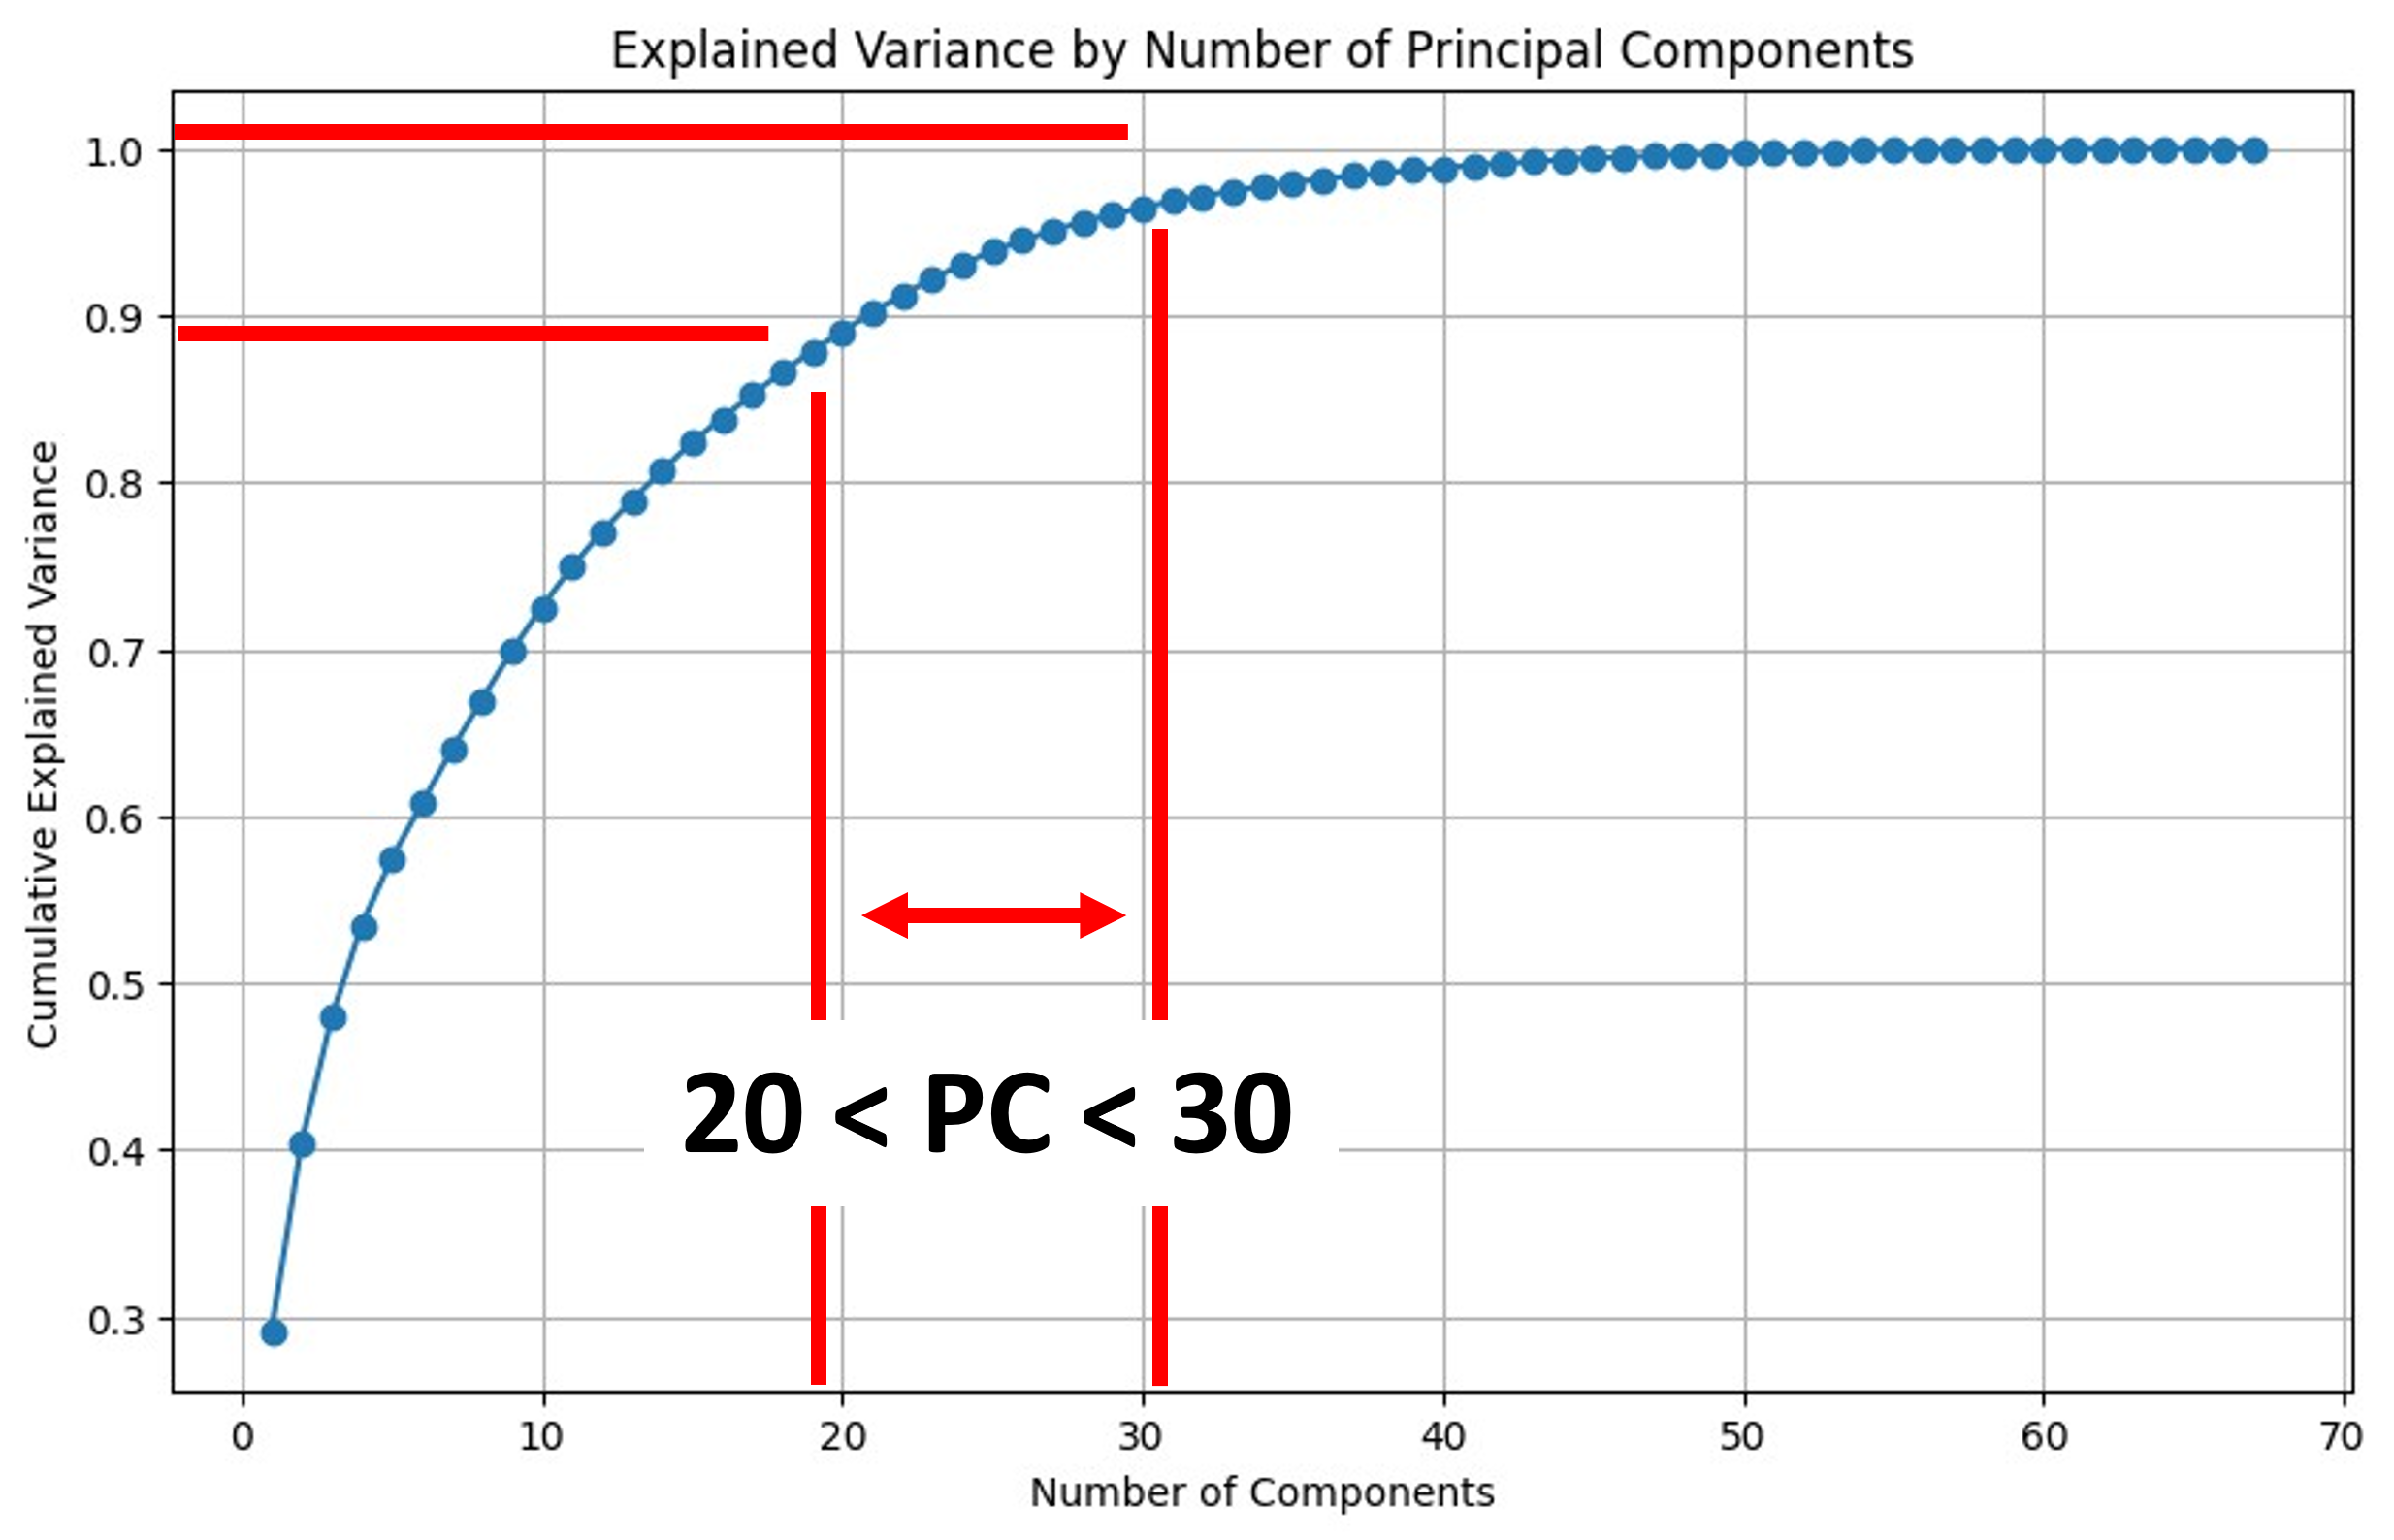 Explained Variance by Number of Principal Components
Cumulative Explained Variance
1.0
0.9
0.8
0.7
0.6
0.5
0.4
0.3
20 < PC < 30
0 10 20 30 40 50 60 70
Number of Components